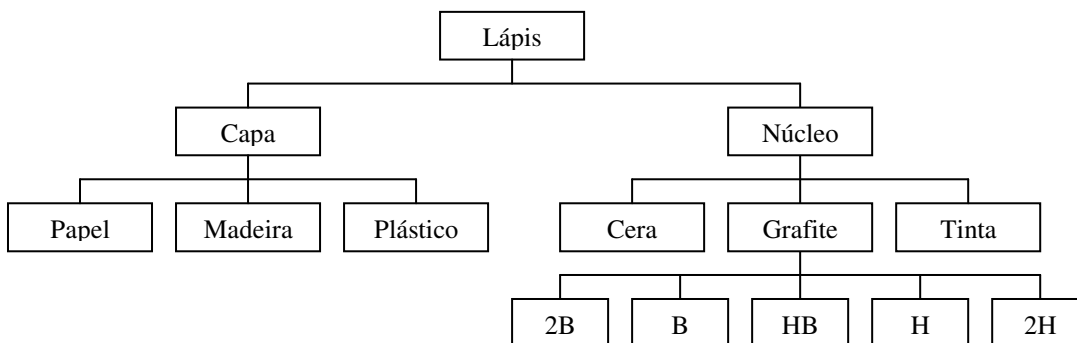 Lápis
Capa Núcleo
Papel Madeira Plástico Cera Grafite Tinta
2B B HB H 2H